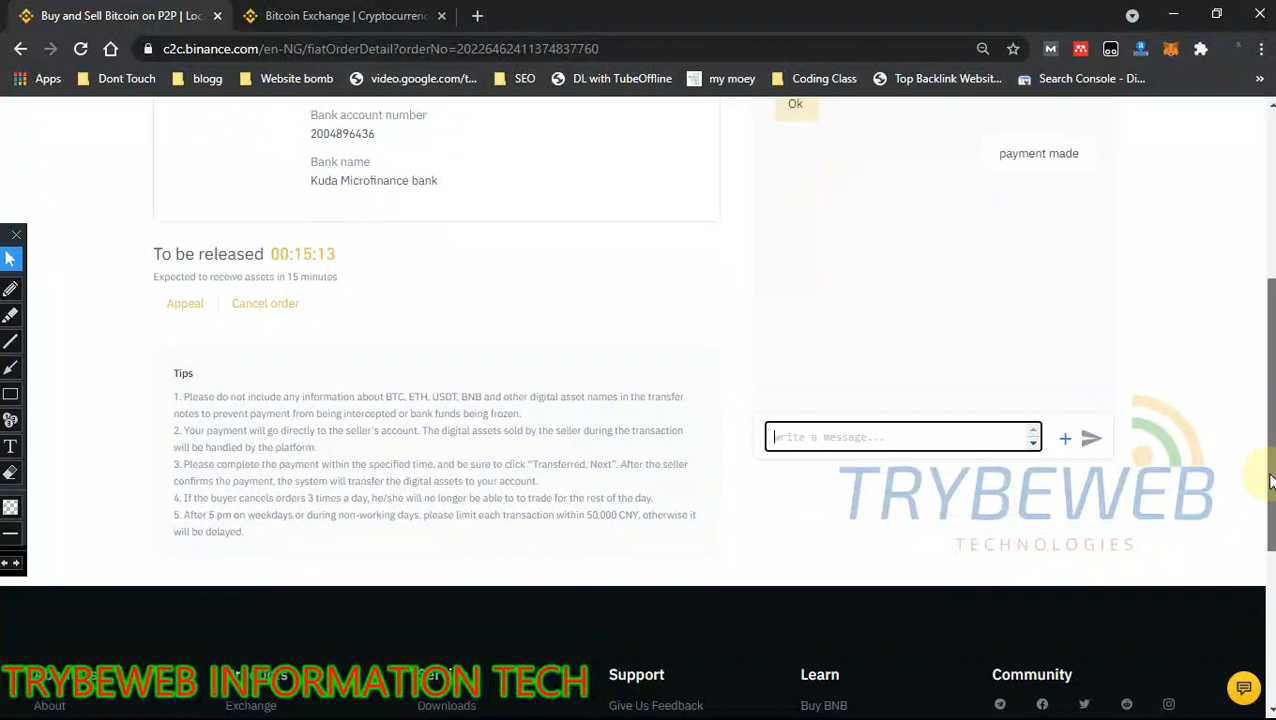 Buy and Sell Bitcoin on P2P | Loc
Bitcoin Exchange | Cryptocurrenc
c2c.binance.com/en-NG/fiatOrderDetail?orderNo=20226462411374837760
Apps
Dont Touch
blogg
Website bomb
video.google.com/t...
SEO
DL with TubeOffline
my moey
Coding Class
Top Backlink Websit...
Search Console - Di...
Bank account number
2004896436
Bank name
Kuda Microfinance bank
Ok
payment made
To be released 00:15:13
Expected to receive assets in 15 minutes
Appeal
Cancel order
Tips
1. Please do not include any information about BTC, ETH, USDT, BNB and other digital asset names in the transfer
notes to prevent payment from being intercepted or bank funds being frozen.
2. Your payment will go directly to the seller's account. The digital assets sold by the seller during the transaction
will be handled by the platform.
3. Please complete the payment within the specified time, and be sure to click "Transferred, Next". After the seller
confirms the payment, the system will transfer the digital assets to your account.
4. If the buyer cancels orders 3 times a day, he/she will no longer be able to to trade for the rest of the day.
5. After 5 pm on weekdays or during non-working days, please limit each transaction within 50,000 CNY, otherwise it
will be delayed.
write a message...
TRYBEWEB
TECHNOLOGIES
TRYBEWEB INFORMATION TECH
Support
Learn
Community
About
Exchange
Downloads
Give Us Feedback
Buy BNB